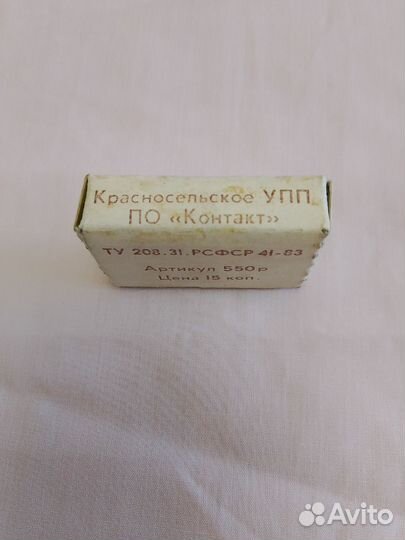 Красносельское УПП
ПО «Контакт»
ТУ 208.31.РСФСР 41-83
Артикул 550р
Цена 15 коп.
Avito